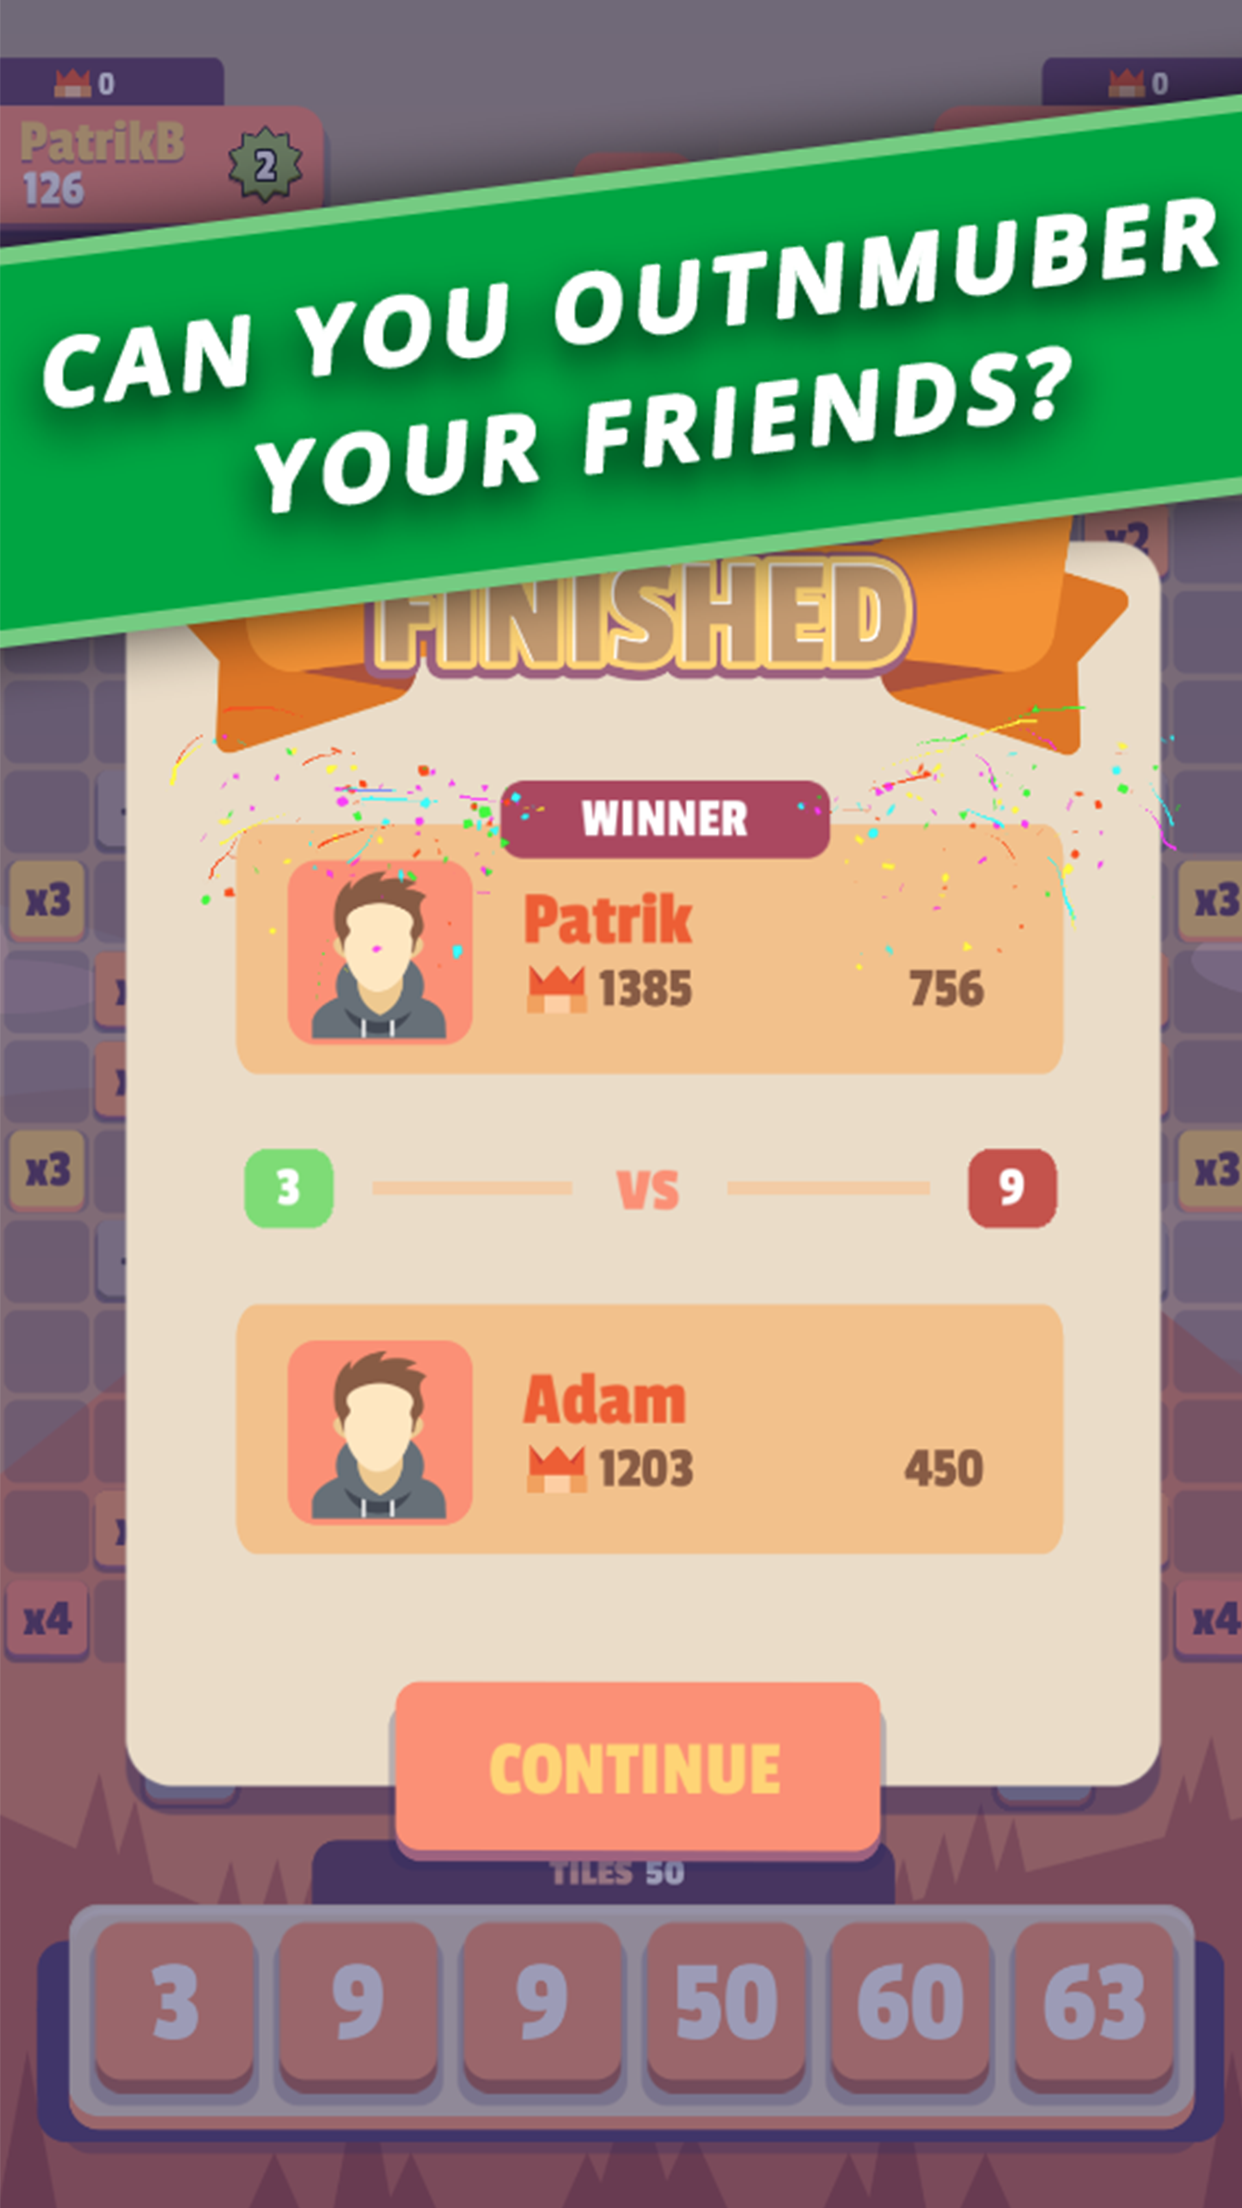 0
0
PatrikB
126
2
CAN YOU OUTNMUBER
YOUR FRIENDS?
x2
FINISHED
WINNER
x3
x3
Patrik
1385
756
x3
3
VS
9
x3
Adam
1203
450
x4
x4
CONTINUE
TILES 50
3 9 9 50 60 63